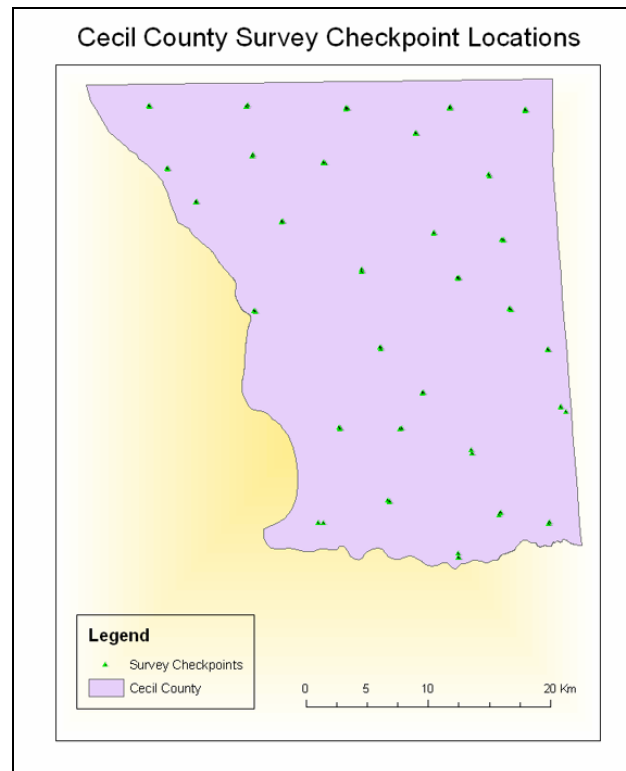 Cecil County Survey Checkpoint Locations
Legend
Survey Checkpoints
Cecil County
0 5 10 20 Km